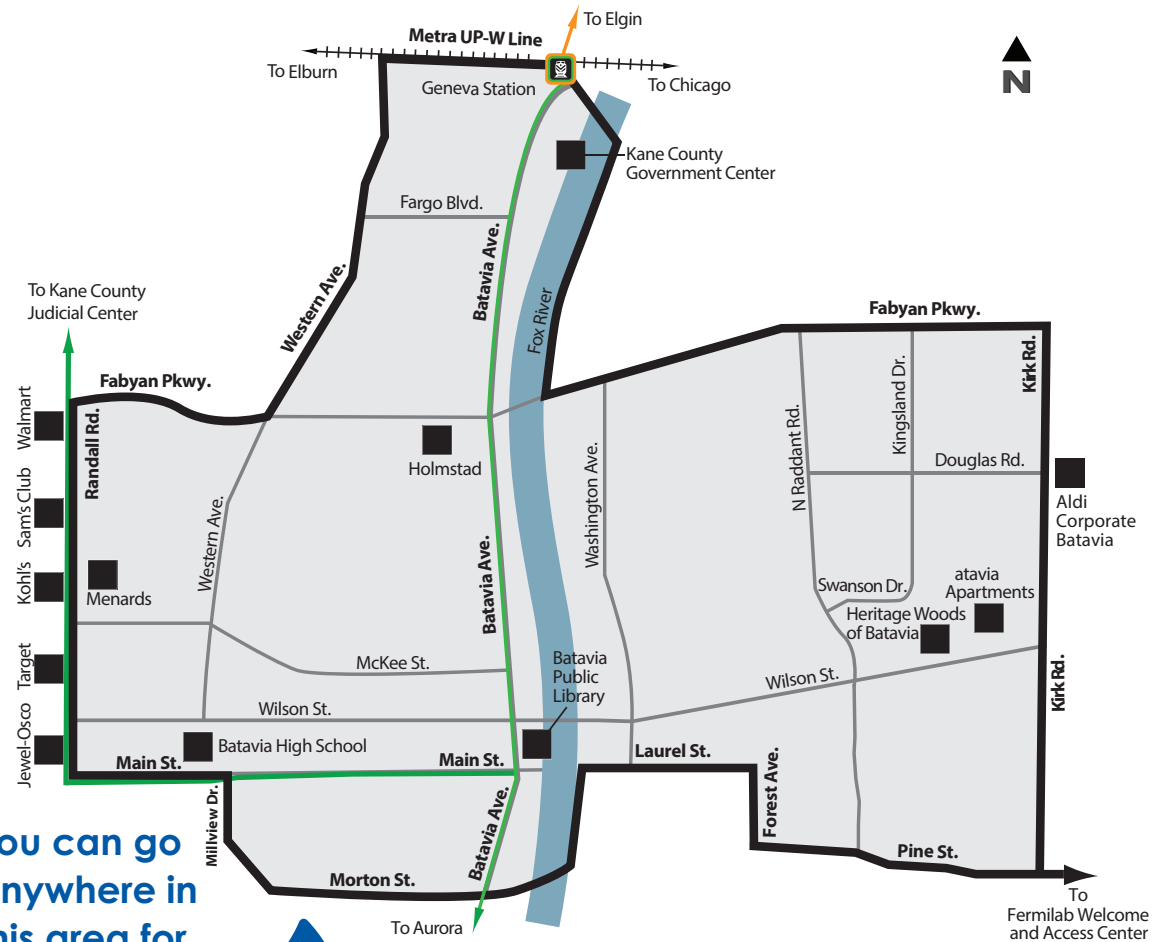 To Elgin
Metra UP-W Line
To Elburn
To Chicago
Geneva Station
N
Kane County
Government Center
Fargo Blvd.
Batavia Ave.
Western Ave.
Fox River
To Kane County
Judicial Center
Fabyan Pkwy.
Fabyan Pkwy.
Kirk Rd.
Randall Rd.
Walmart
Sam's Club
Kohl's
Target
Jewel-Osco
Holmstad
Menards
Western Ave.
Batavia Ave.
Washington Ave.
N Raddant Rd.
Kingsland Dr.
Douglas Rd.
Aldi
Corporate
Batavia
Swanson Dr.
atavia
Apartments
Heritage Woods
of Batavia
McKee St.
Batavia
Public
Library
Wilson St.
Wilson St.
Kirk Rd.
Batavia High School
Main St.
Main St.
Laurel St.
Millview Dr.
Batavia Ave.
Forest Ave.
Pine St.
Morton St.
To Aurora
To
Fermilab Welcome
and Access Center
ou can go
nywhere in
his area for